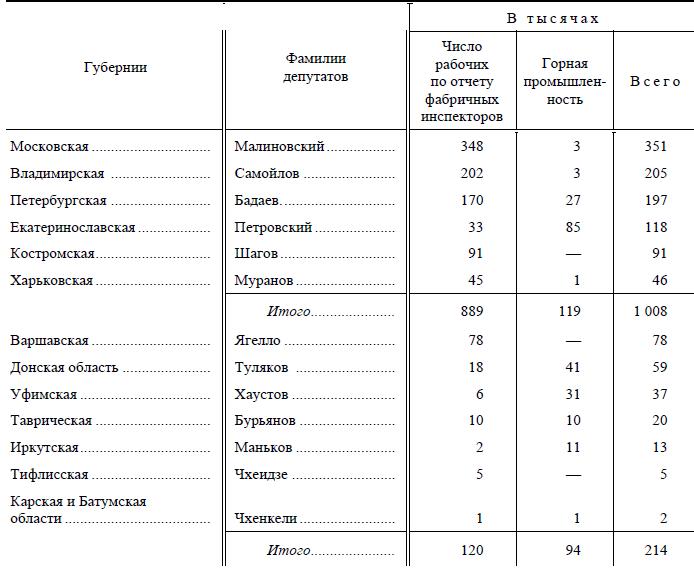 Губернии
Фамилии
депутатов
В тысячах
Число
рабочих
по отчету
фабричных
инспекторов
Горная
промышлен-
ность
Всего
Московская ........................... Малиновский ................. 348 3 351
Владимирская ....................... Самойлов ....................... 202 3 205
Петербургская ....................... Бадаев............................. 170 27 197
Екатеринославская ................ Петровский .................... 33 85 118
Костромская........................... Шагов ............................. 91 — 91
Харьковская ........................... Муранов ......................... 45 1 46
Итого..................... 889 119 1 008
Варшавская ............................ Ягелло ............................ 78 — 78
Донская область .................... Туляков .......................... 18 41 59
Уфимская ............................... Хаустов .......................... 6 31 37
Таврическая ........................... Бурьянов ........................ 10 10 20
Иркутская............................... Маньков ......................... 2 11 13
Тифлисская ............................ Чхеидзе .......................... 5 — 5
Карская и Батумская
области ................................... Чхенкели ........................ 1 1 2
Итого..................... 120 94 214